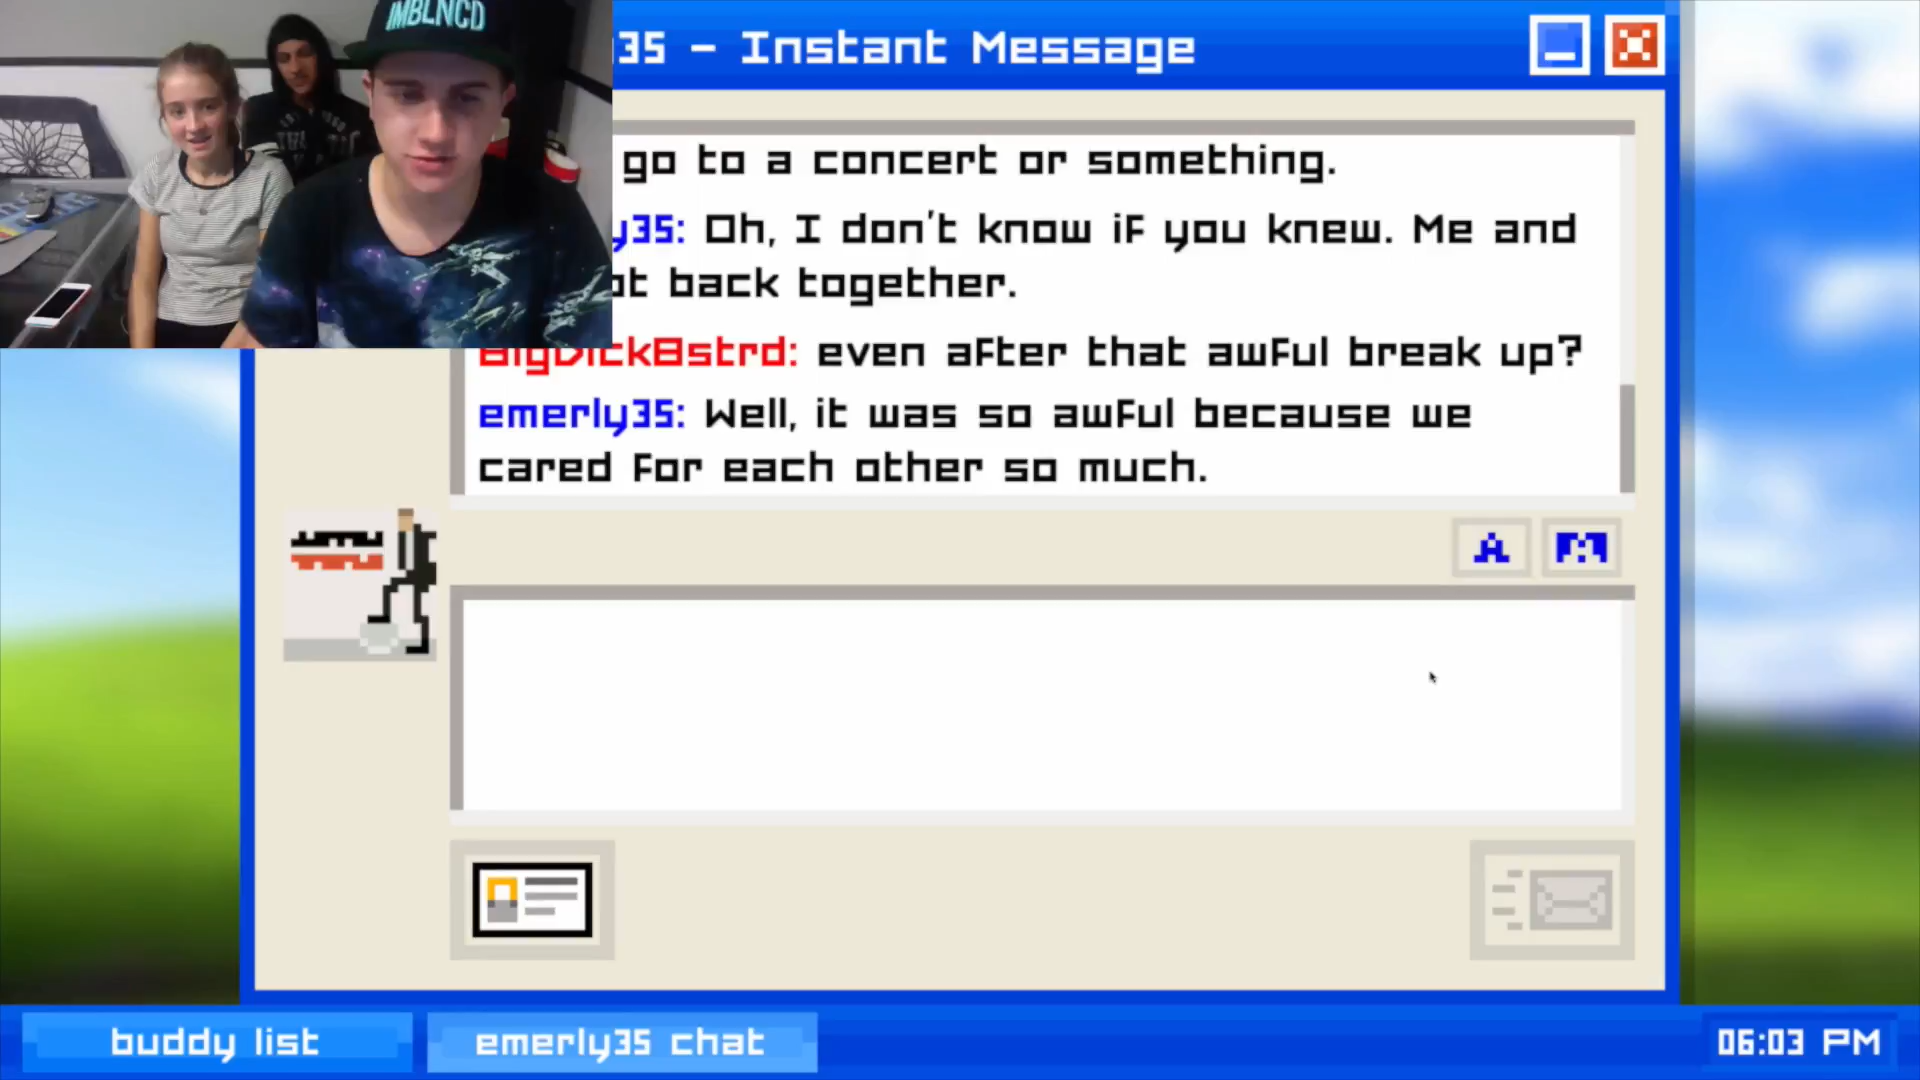 IMBLNCD
35 - Instant Message
go to a concert or something.
y35: Oh, I don't know if you knew. Me and
ot back together.
BigDick8strd: even after that awful break up?
emerly35: Well, it was so awful because we
cared for each other so much.
A
buddy list
emerly35 chat
06:03 PM